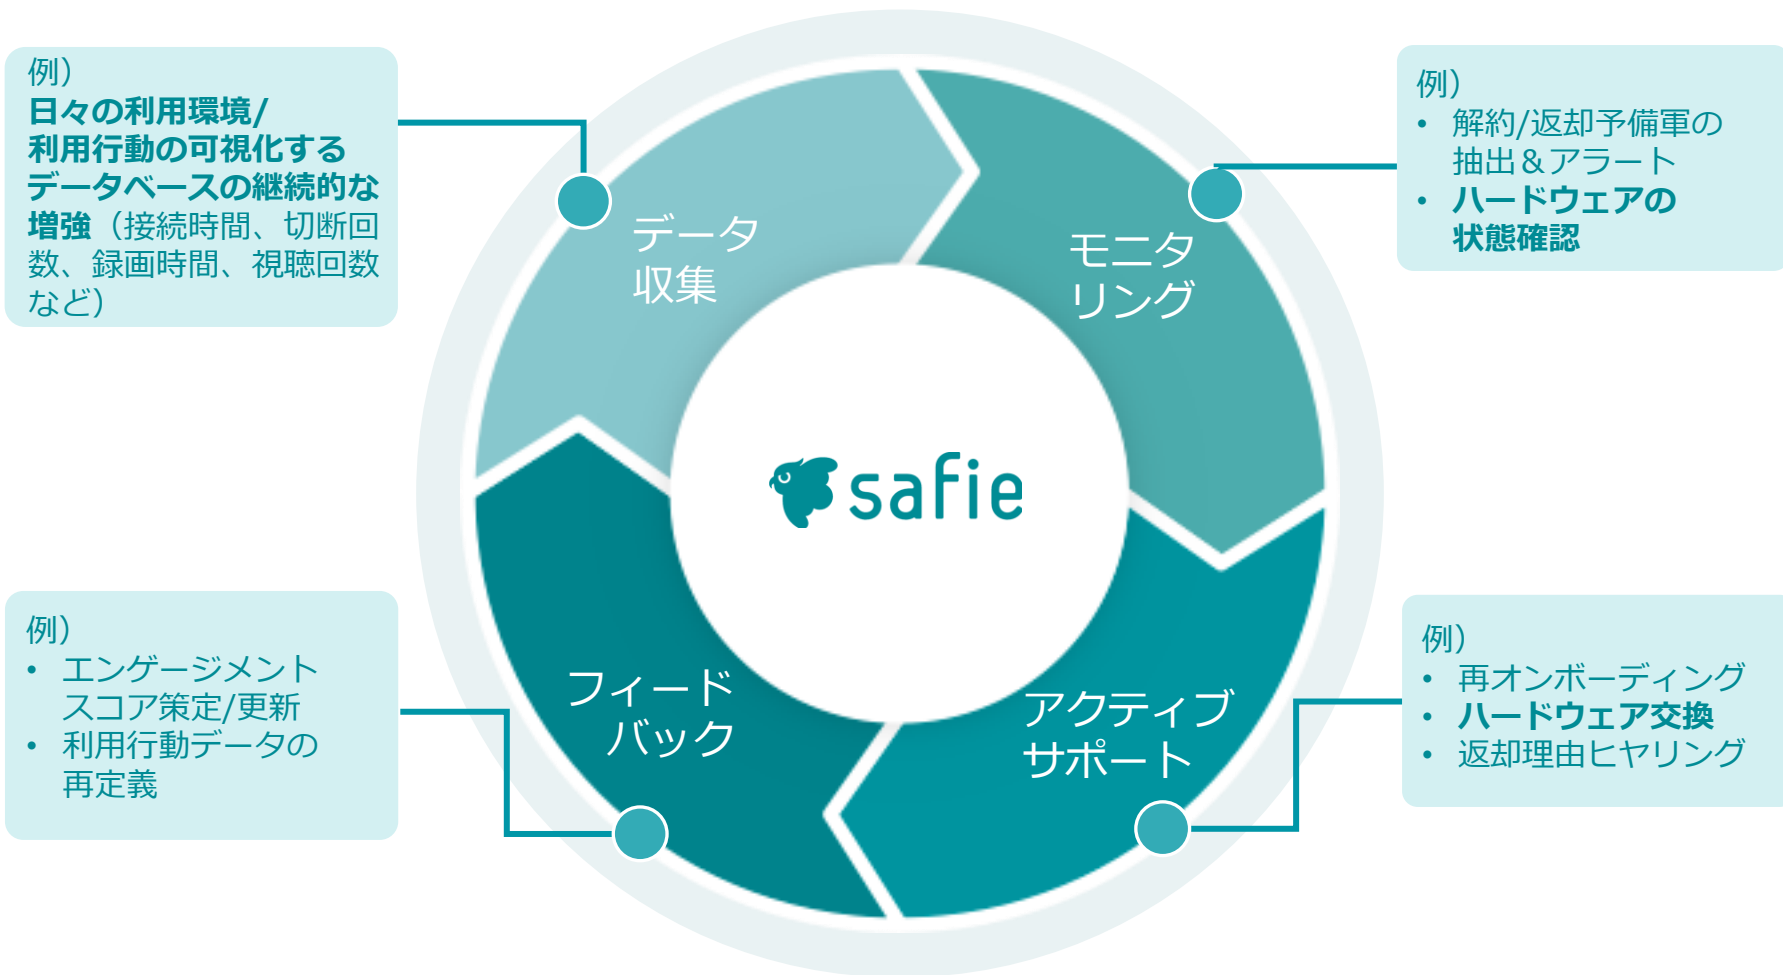 例）
日々の利用環境/
利用行動の可視化する
データベースの継続的な
増強（接続時間、切断回
数、録画時間、視聴回数
など）
データ
収集
モニタ
リング
例）
• 解約/返却予備軍の
抽出＆アラート
• ハードウェアの
状態確認
safie
例）
• エンゲージメント
スコア策定/更新
• 利用行動データの
再定義
フィード
バック
アクティブ
サポート
例）
• 再オンボーディング
• ハードウェア交換
• 返却理由ヒヤリング